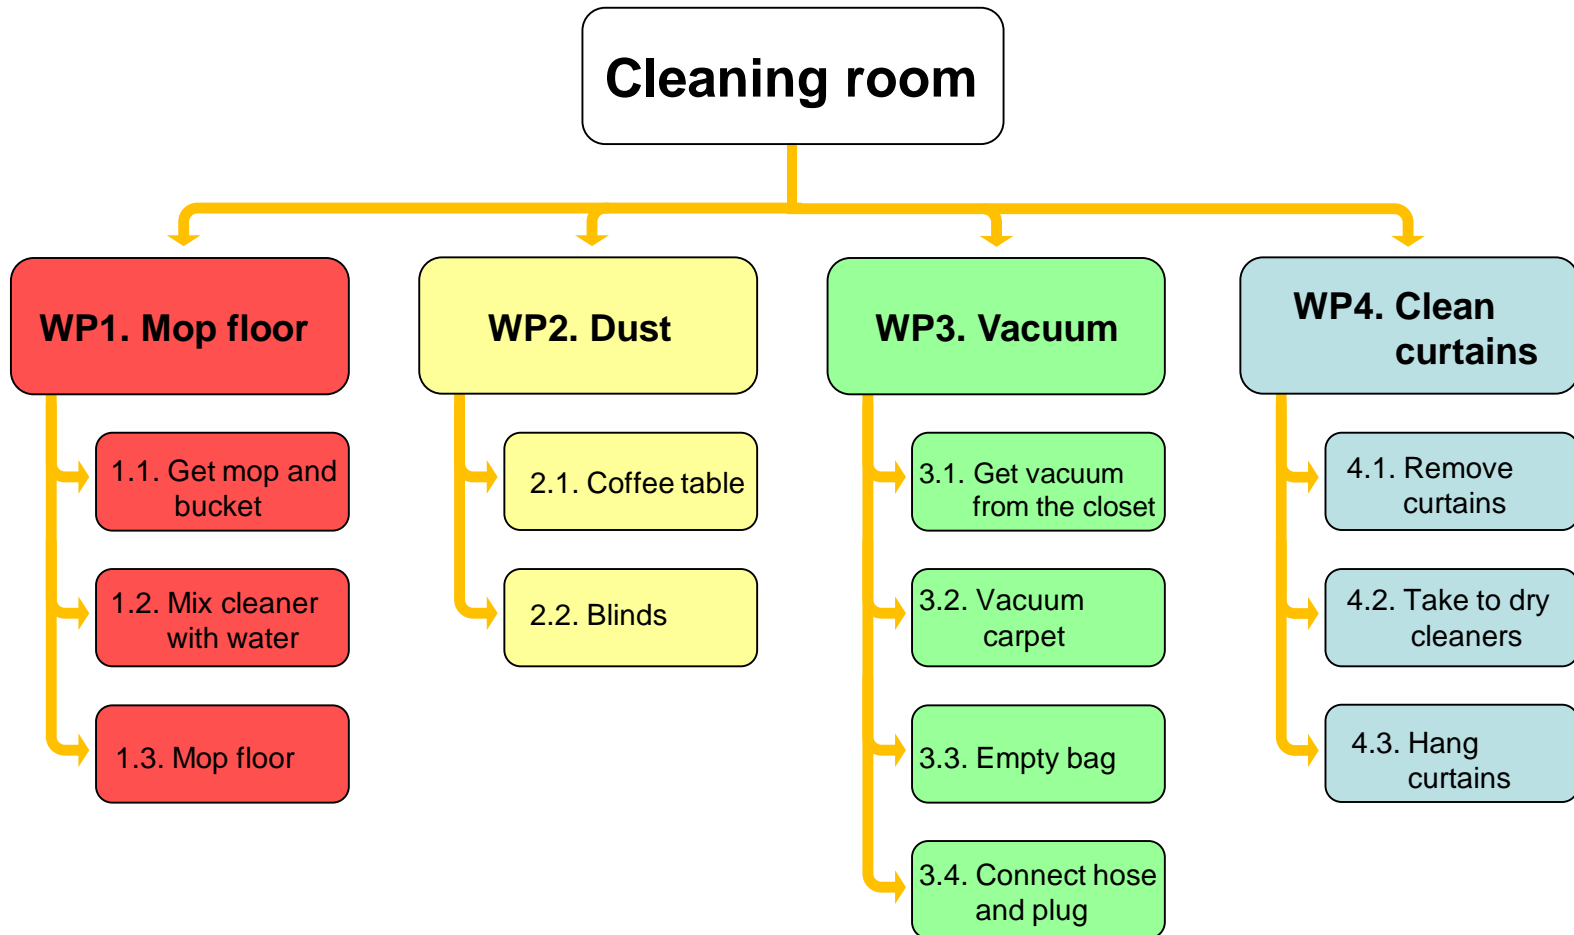 Cleaning room
WP1. Mop floor
1.1. Get mop and
bucket
1.2. Mix cleaner
with water
1.3. Mop floor
WP2. Dust
2.1. Coffee table
2.2. Blinds
WP3. Vacuum
3.1. Get vacuum
from the closet
3.2. Vacuum
carpet
3.3. Empty bag
3.4. Connect hose
and plug
WP4. Clean
curtains
4.1. Remove
curtains
4.2. Take to dry
cleaners
4.3. Hang
curtains